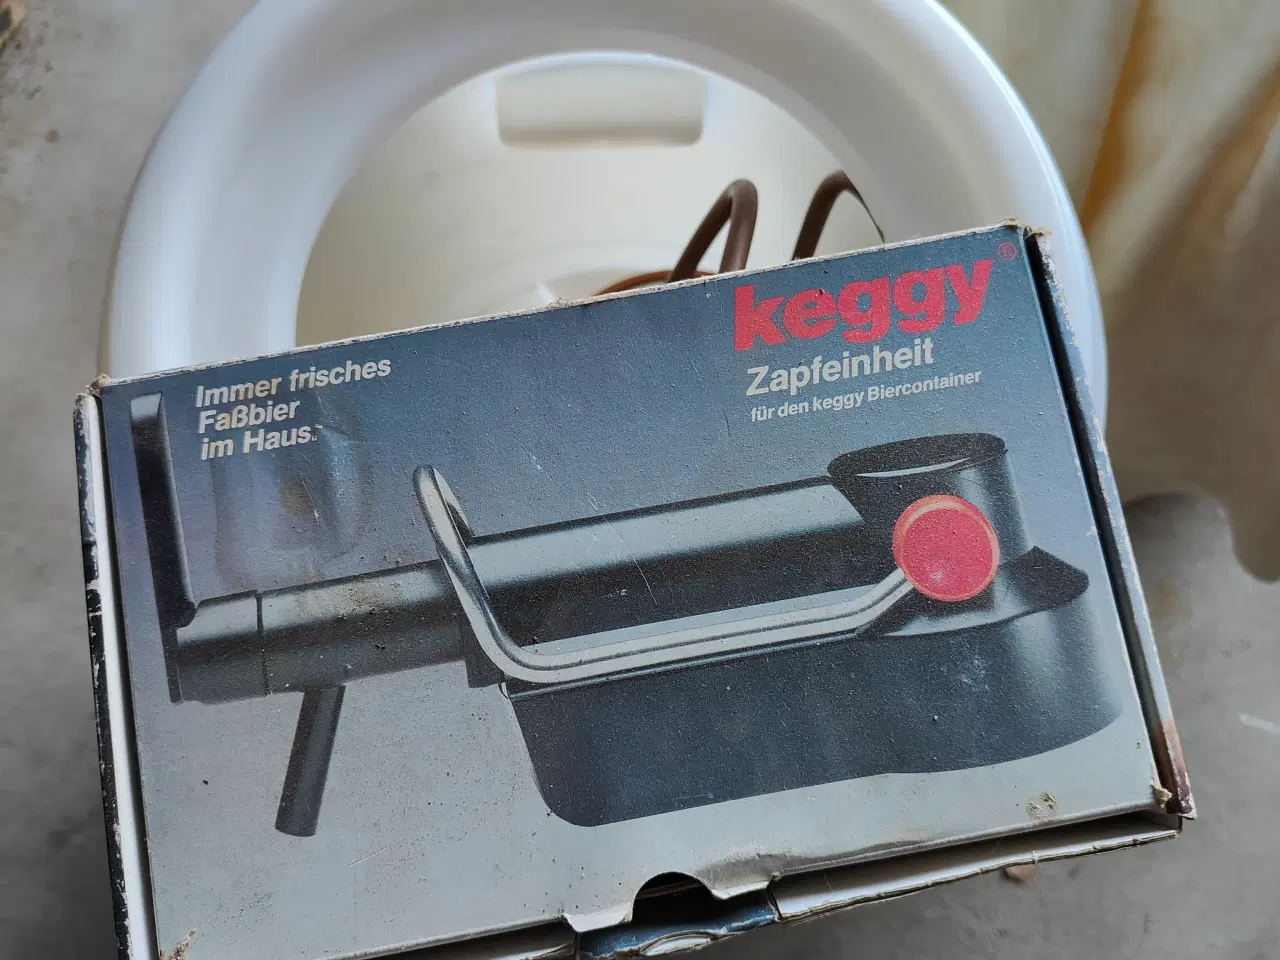 Immer frisches
Faßbier
im Haus.
keggy®
Zapfeinheit
für den keggy Biercontainer